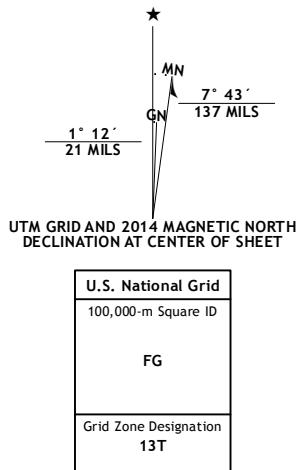 ★
MN
7° 43´
137 MILS
GN
1° 12´
21 MILS
UTM GRID AND 2014 MAGNETIC NORTH
DECLINATION AT CENTER OF SHEET
U.S. National Grid
100,000-m Square ID
FG
Grid Zone Designation
13T